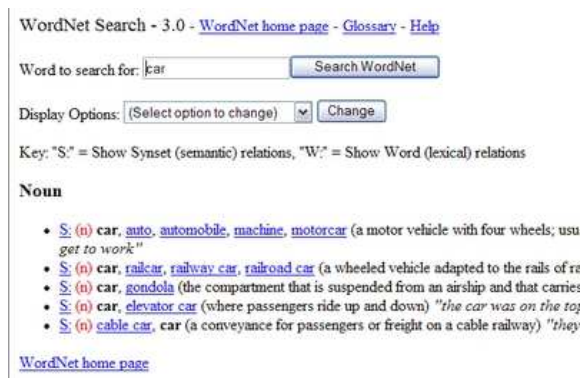 WordNet Search - 3.0 - WordNet home page - Glossary - Help
Word to search for: car Search WordNet
Display Options: (Select option to change) Change
Key: "S:" = Show Synset (semantic) relations, "W:" = Show Word (lexical) relations
Noun
• S: (n) car, auto, automobile, machine, motorcar (a motor vehicle with four wheels; usu
get to work"
• S: (n) car, railcar, railway car, railroad car (a wheeled vehicle adapted to the rails of ra
• S: (n) car, gondola (the compartment that is suspended from an airship and that carries
• S: (n) car, elevator car (where passengers ride up and down) "the car was on the top
• S: (n) cable car, car (a conveyance for passengers or freight on a cable railway) "they
WordNet home page